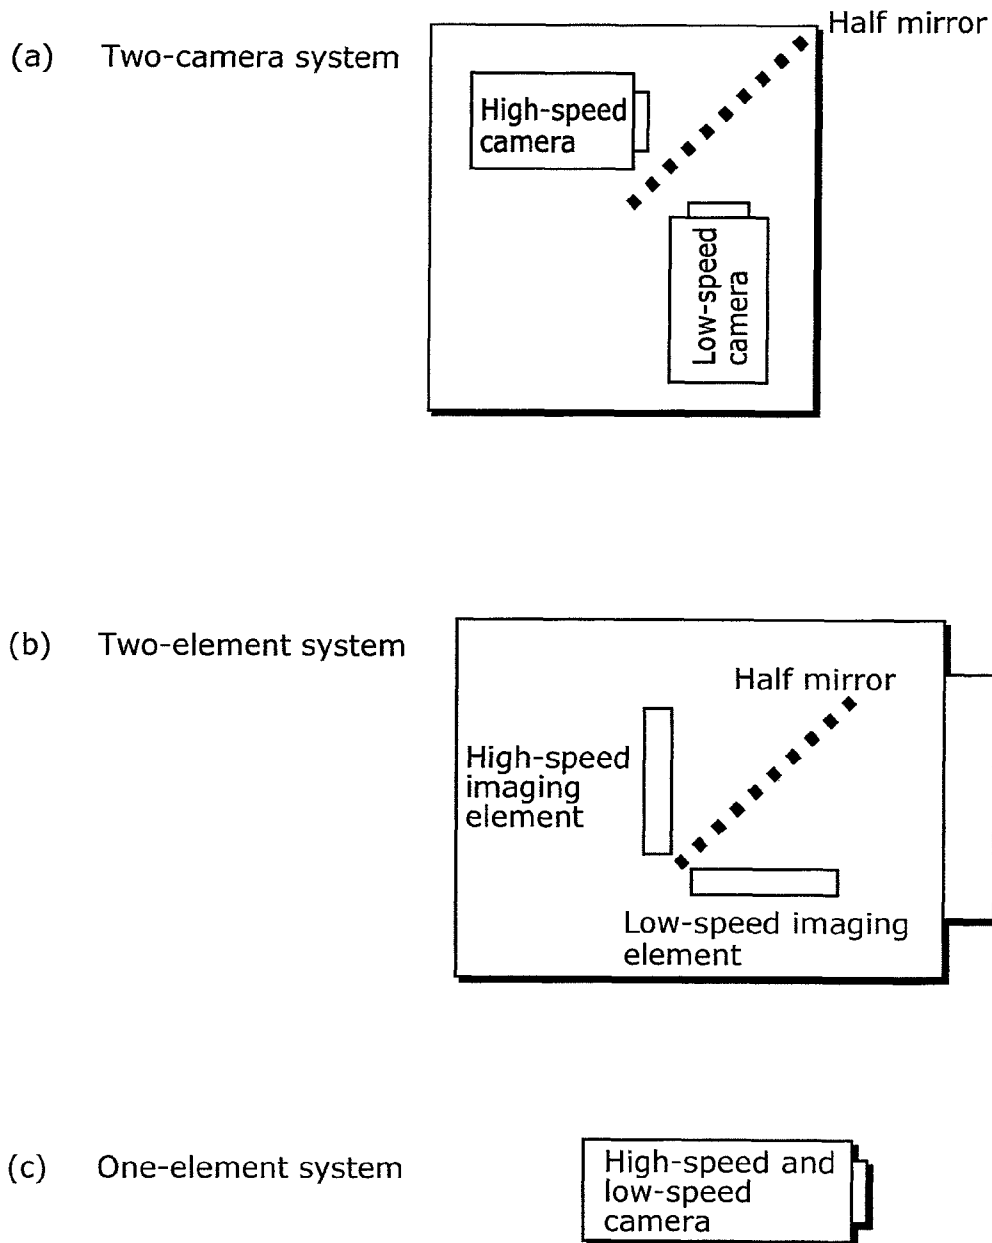 Half mirror
(a) Two-camera system
High-speed
camera
Low-speed
camera
(b) Two-element system
Half mirror
High-speed
imaging
element
Low-speed imaging
element
(c) One-element system
High-speed and
low-speed
camera